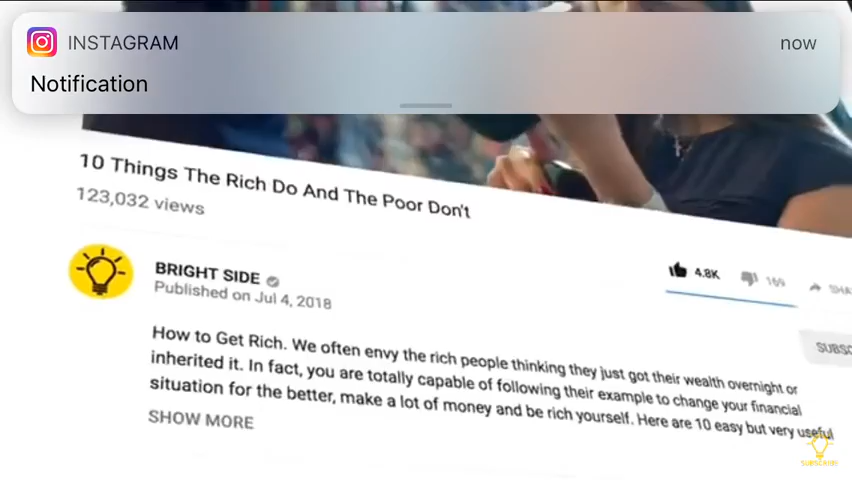 INSTAGRAM
now
Notification
10 Things The Rich Do And The Poor Don't
123,032 views
BRIGHT SIDE
Published on Jul 4, 2018
4.8K
169
How to Get Rich. We often envy the rich people thinking they just got their wealth overnight or
inherited it. In fact, you are totally capable of following their example to change your financial
situation for the better, make a lot of money and be rich yourself. Here are 10 easy but very useful
SHOW MORE
SUBSCRIBE!